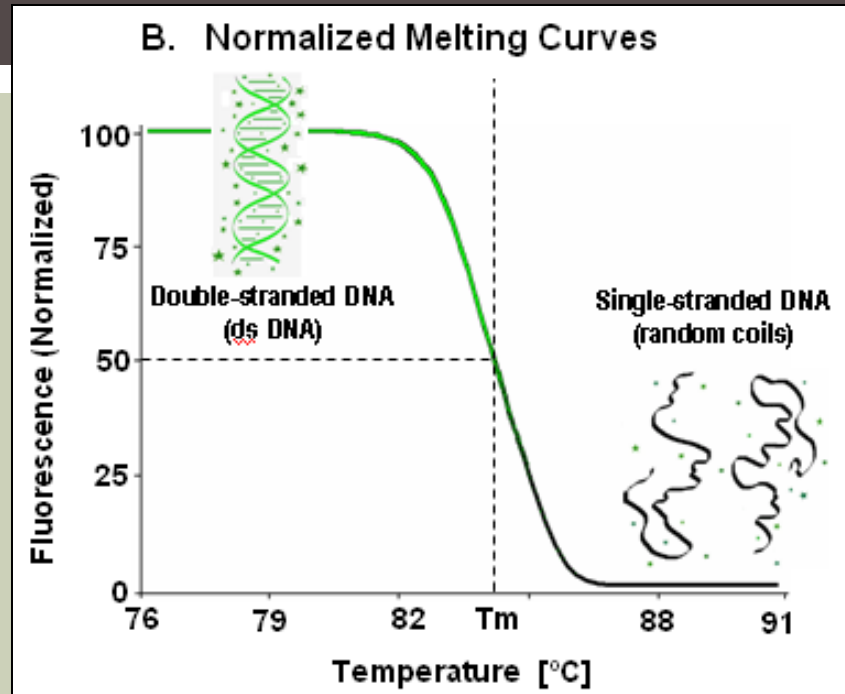 B. Normalized Melting Curves
Fluorescence (Normalized)
100
75
50
25
0
Double-stranded DNA
(ds DNA)
Single-stranded DNA
(random coils)
76 79 82 Tm 88 91
Temperature [°C]